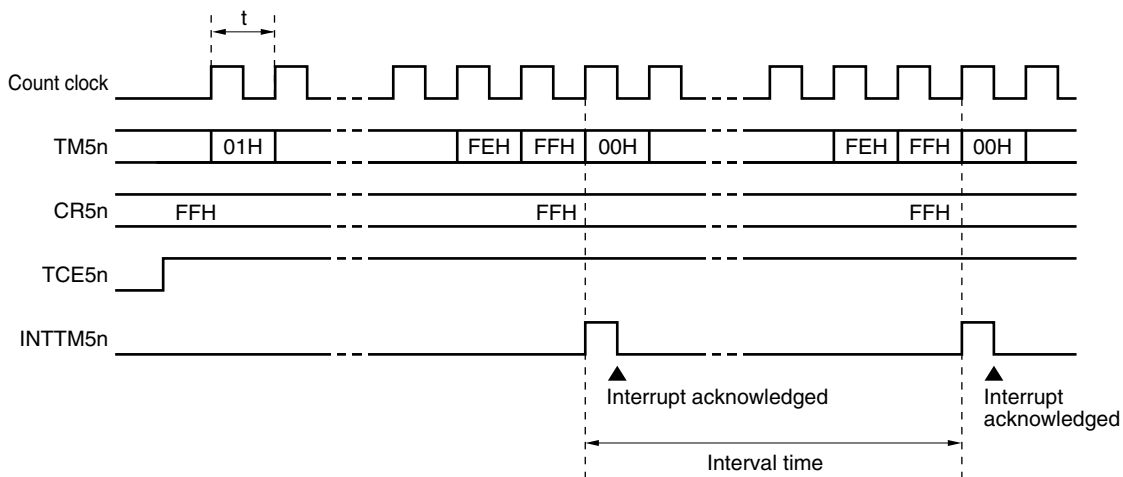 t
Count clock
TM5n 01H FEH FFH 00H FEH FFH 00H
CR5n FFH FFH FFH
TCE5n
INTTM5n
Interrupt acknowledged
Interrupt
acknowledged
Interval time